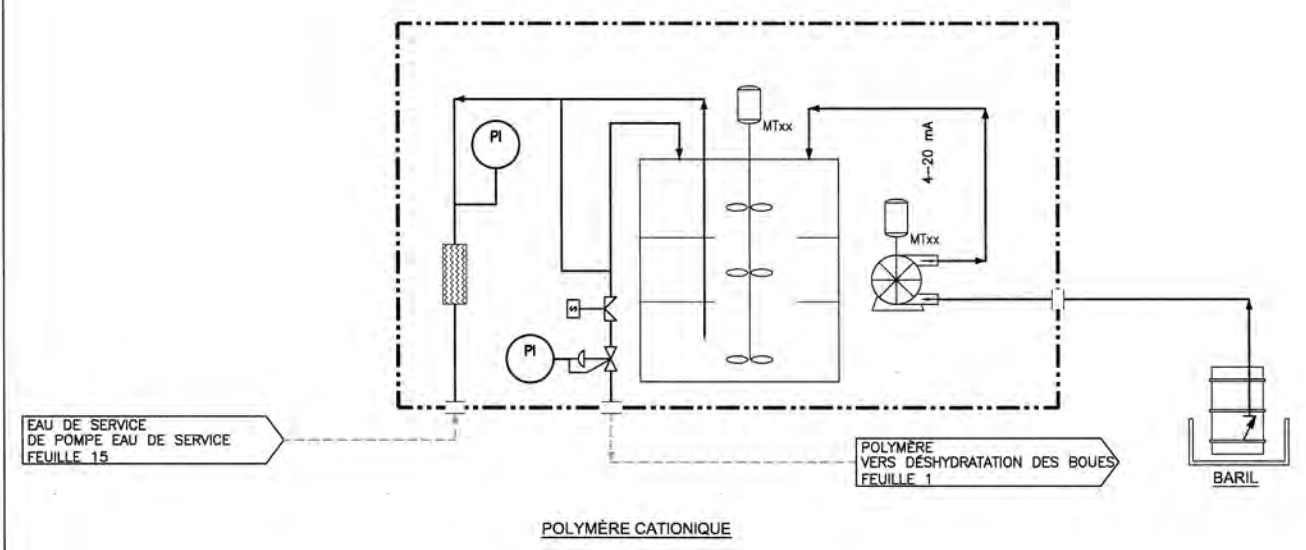 MTxx
PI
4-20 mA
MTxx
S
PI
EAU DE SERVICE
DE POMPE EAU DE SERVICE
FEUILLE 15
POLYMÈRE
VERS DÉSHYDRATATION DES BOUES
FEUILLE 1
BARIL
POLYMÈRE CATIONIQUE